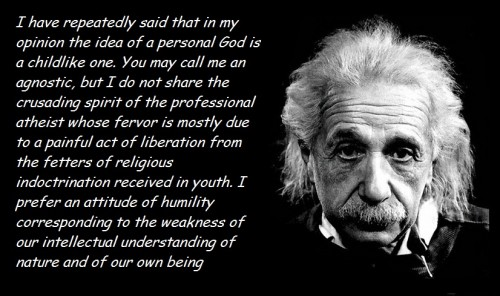 I have repeatedly said that in my
opinion the idea of a personal God is
a childlike one. You may call me an
agnostic, but I do not share the
crusading spirit of the professional
atheist whose fervor is mostly due
to a painful act of liberation from
the fetters of religious
indoctrination received in youth. I
prefer an attitude of humility
corresponding to the weakness of
our intellectual understanding of
nature and of our own being